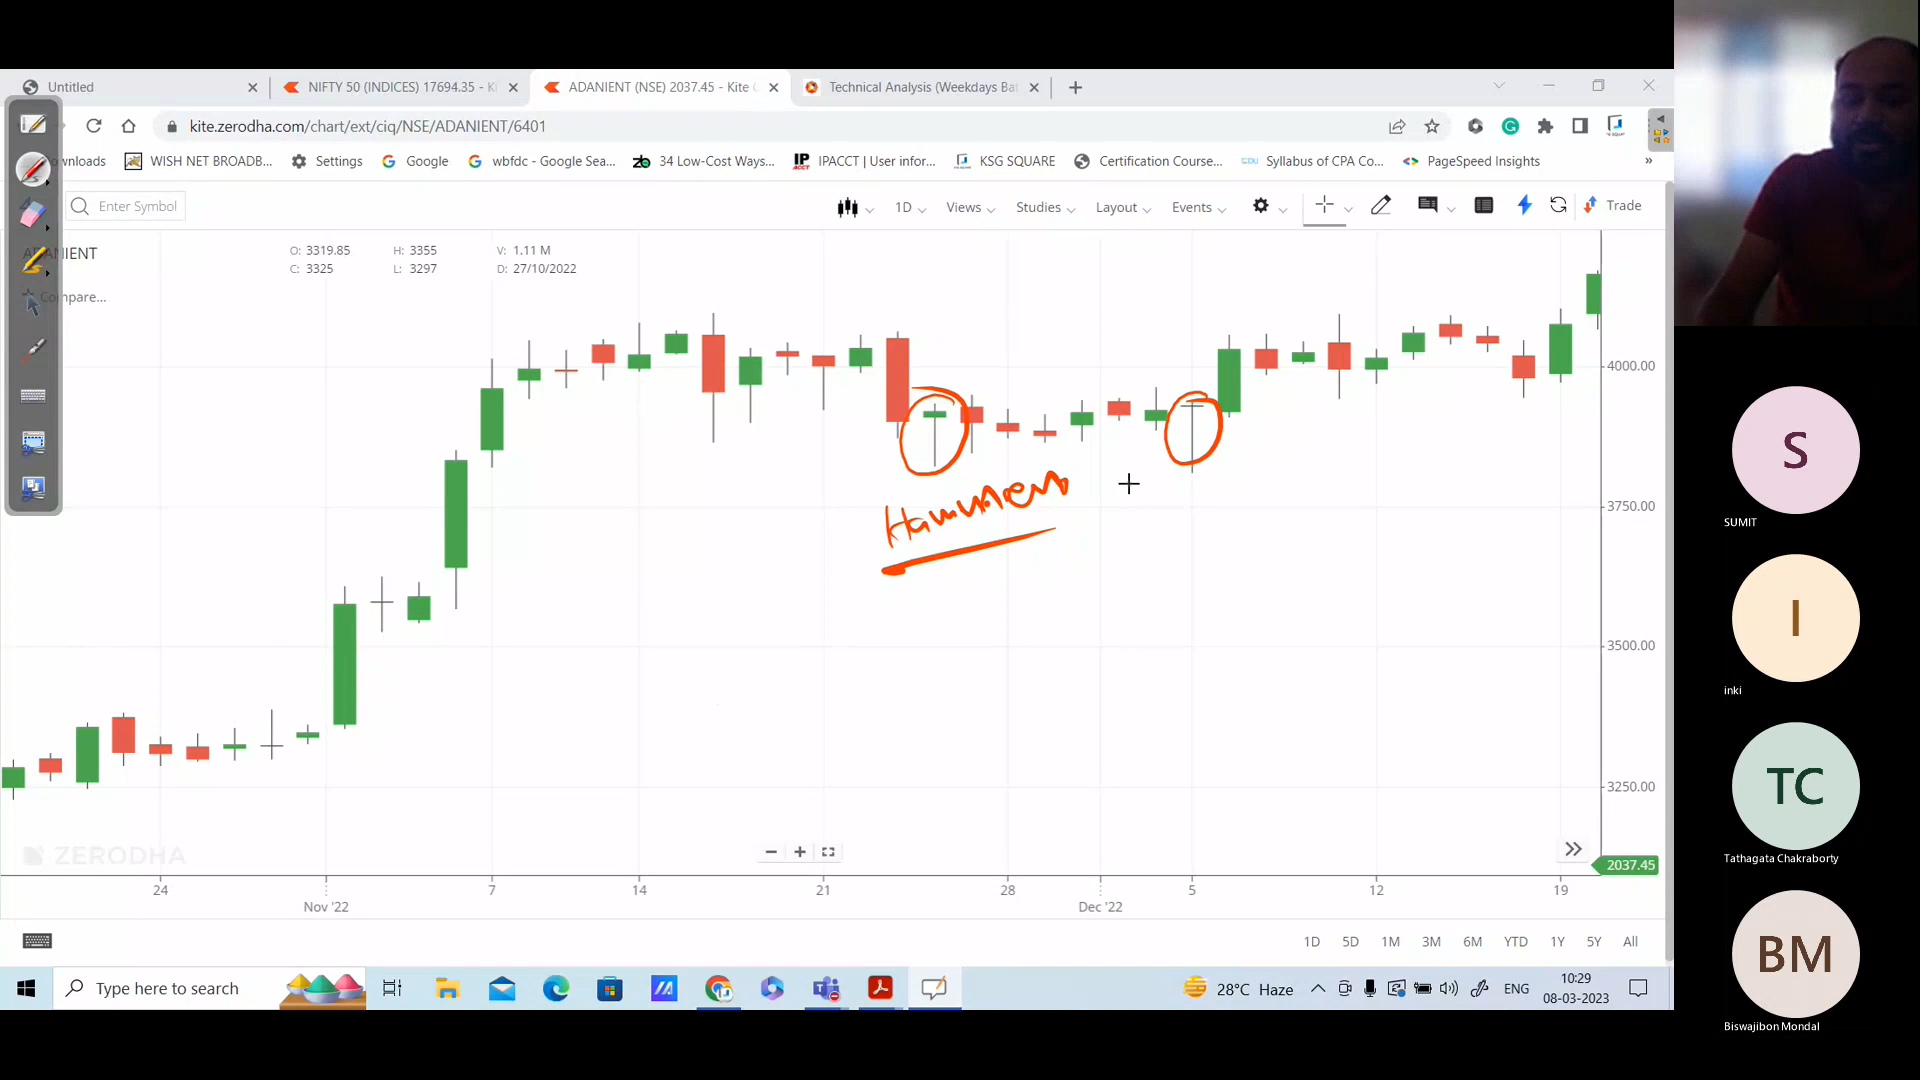 Untitled
NIFTY 50 (INDICES) 17694.35 - K
ADANIENT (NSE) 2037.45 - Kite
Technical Analysis (Weekdays Bat
kite.zerodha.com/chart/ext/ciq/NSE/ADANIENT/6401
wnloads
WISH NET BROADB...
Settings
Google
wbfdc - Google Sea...
34 Low-Cost Ways...
IPACCT | User infor...
KSG SQUARE
Certification Course...
Syllabus of CPA Co...
PageSpeed Insights
»
Enter Symbol
1D
Views
Studies
Layout
Events
Trade
ANIENT
O: 3319.85
H: 3355
V: 1.11 M
C: 3325
L: 3297
D: 27/10/2022
Compare...
Hammer
4000.00
3750.00
3500.00
3250.00
2037.45
ZERODHA
24
7
14
21
28
5
12
19
Nov '22
Dec '22
1D
5D
1M
3M
6M
YTD
1Y
5Y
All
Type here to search
28°C Haze
ENG
10:29
08-03-2023
S
SUMIT
I
inki
TC
Tathagata Chakraborty
BM
Biswajibon Mondal